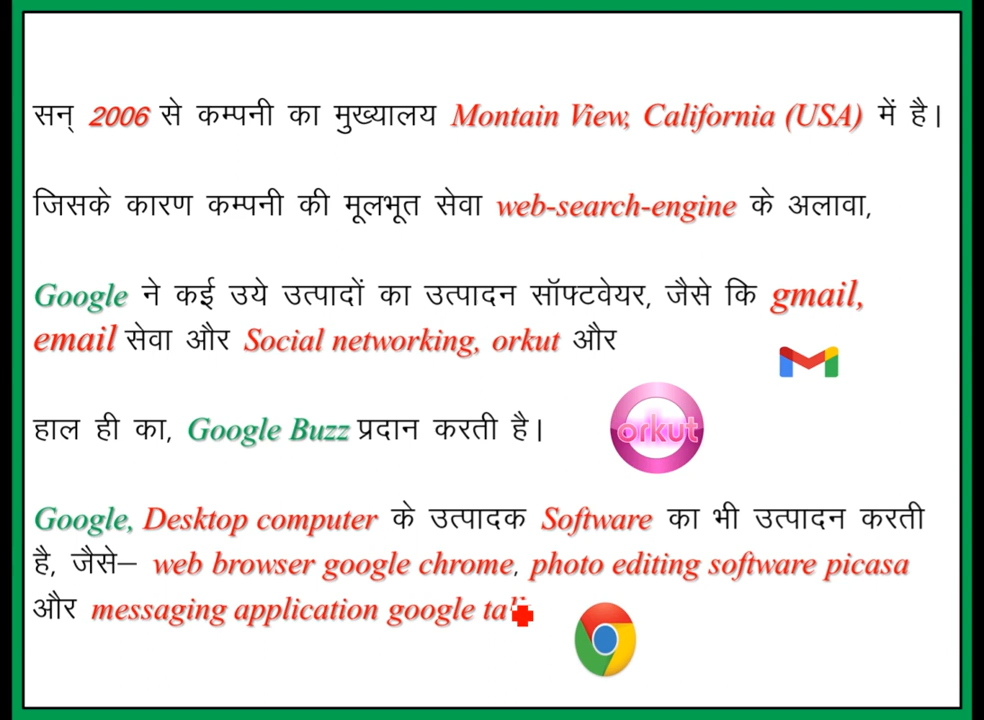 सन् 2006 से कम्पनी का मुख्यालय Montain View, California (USA) में है।
जिसके कारण कम्पनी की मूलभूत सेवा web-search-engine के अलावा,
Google ने कई उये उत्पादों का उत्पादन सॉफ्टवेयर, जैसे कि gmail,
email सेवा और Social networking, orkut और
हाल ही का, Google Buzz प्रदान करती है।
orkut
Google, Desktop computer के उत्पादक Software का भी उत्पादन करती
है, जैसे– web browser google chrome, photo editing software picasa
और messaging application google